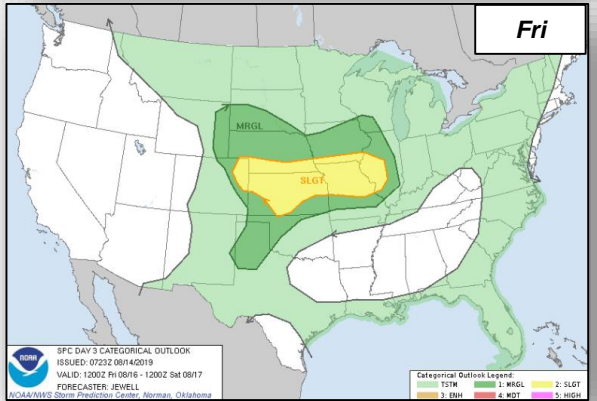 Fri
MRGL
SLGT
NOAA
SPC DAY 3 CATEGORICAL OUTLOOK
ISSUED: 0723Z 08/14/2019
VALID: 1200Z Fri 08/16 - 1200Z Sat 08/17
FORECASTER: JEWELL
NOAA/NWS Storm Prediction Center, Norman, Oklahoma
Categorical Outlook Legend:
TSTM 1: MRGL 2: SLGT
3: ENH 4: MDT 5: HIGH